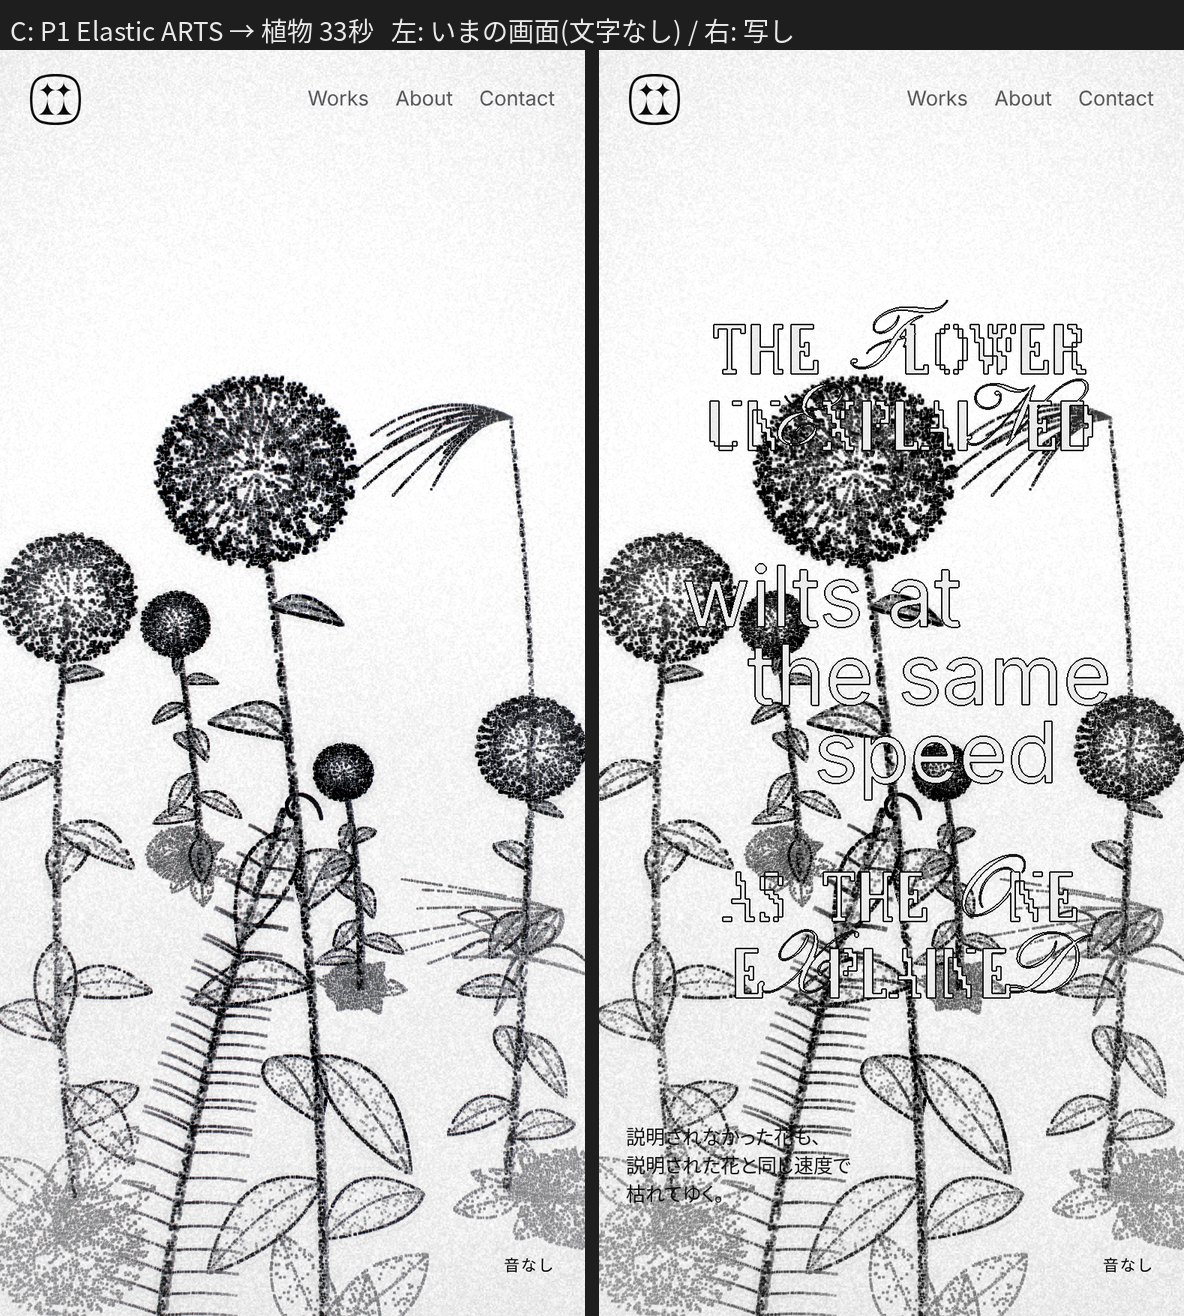 C: P1 Elastic ARTS → 植物 33秒 左: いまの画面(文字なし) / 右: 写し
Works About Contact
音なし
Works About Contact
THE FLOWER
UNEXPLAINED
wilts at
the same
speed
AS THE ONE
EXPLAINED
説明されなかった花も、
説明された花と同じ速度で
枯れてゆく。
音なし